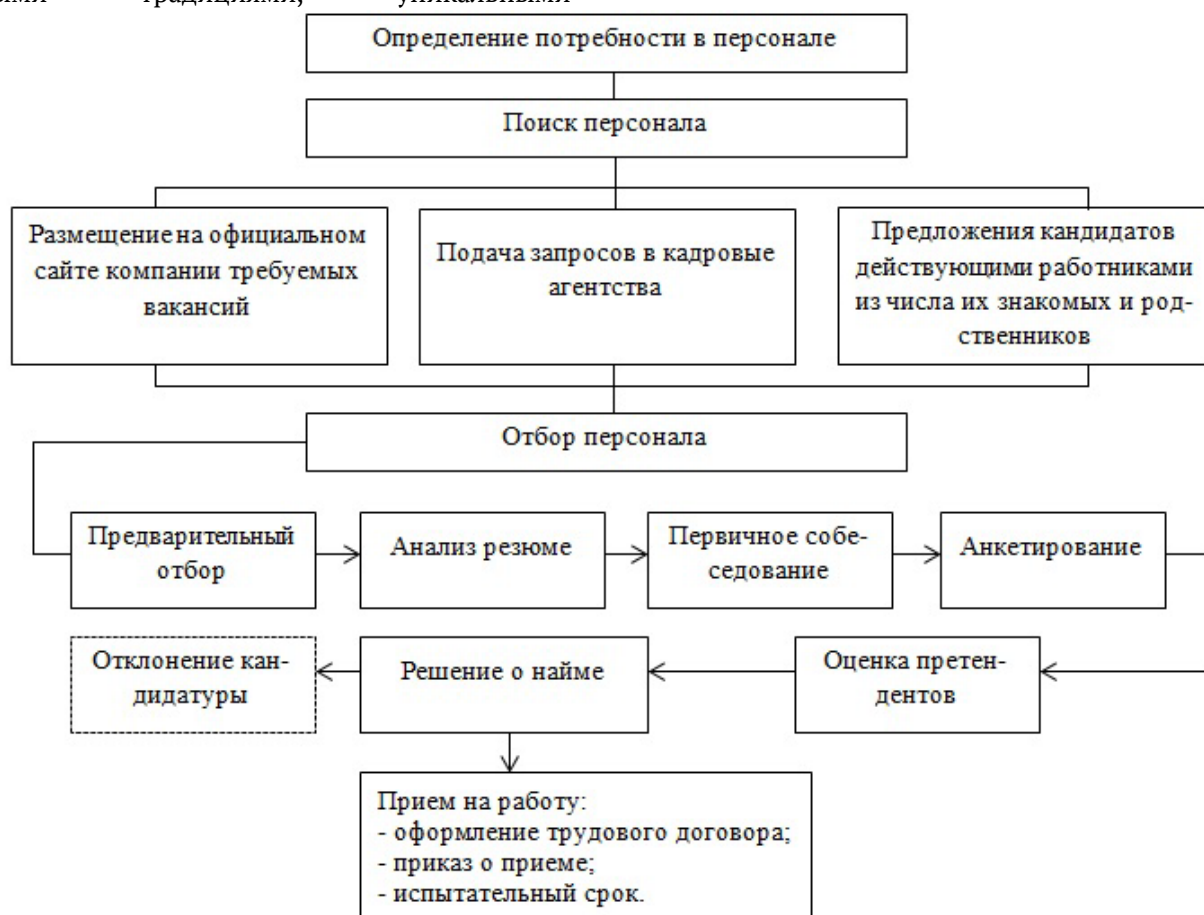 традициями, уникальными
Определение потребности в персонале
Поиск персонала
Размещение на официальном
сайте компании требуемых
вакансий
Подача запросов в кадровые
агентства
Предложения кандидатов
действующими работниками
из числа их знакомых и род-
ственников
Отбор персонала
Предварительный
отбор
Анализ резюме
Первичное собе-
седование
Анкетирование
Отклонение кан-
дидатуры
Решение о найме
Оценка претен-
дентов
Прием на работу:
- оформление трудового договора;
- приказ о приеме;
- испытательный срок.